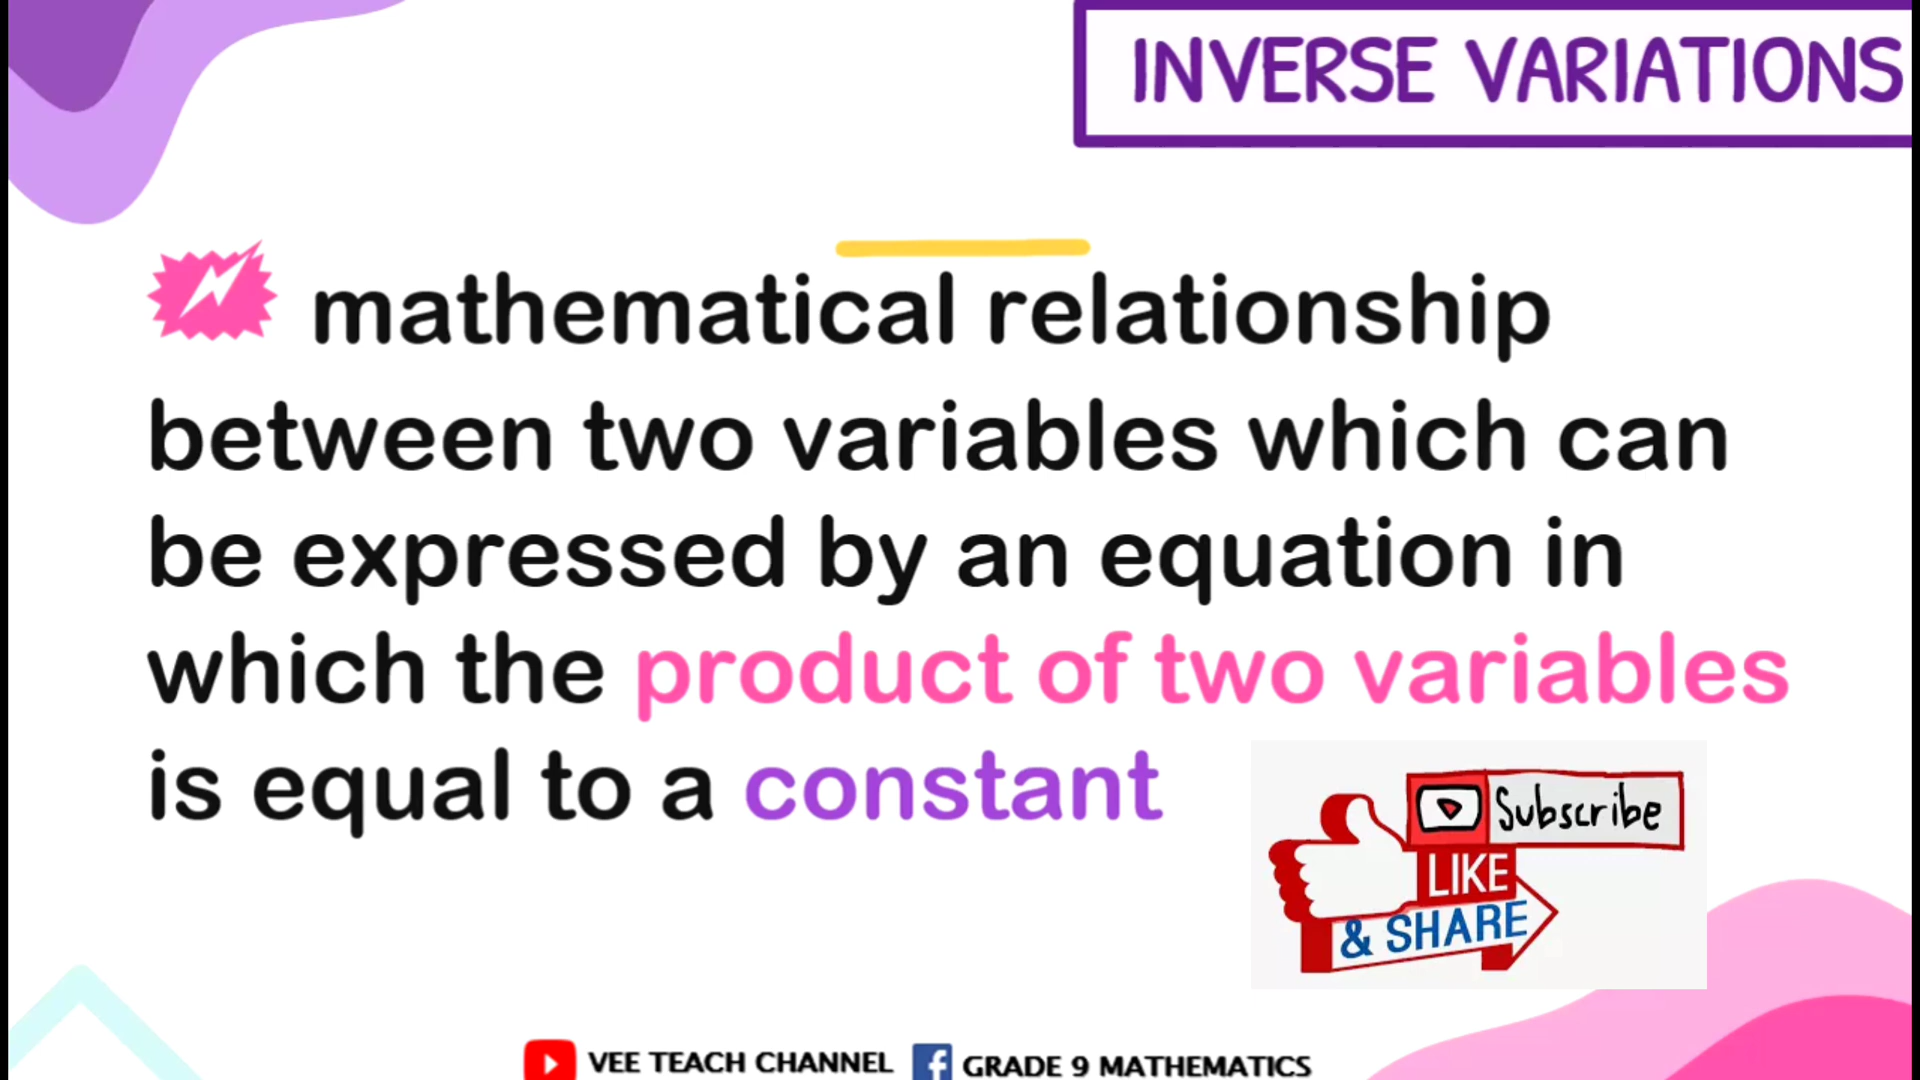 INVERSE VARIATIONS
mathematical relationship
between two variables which can
be expressed by an equation in
which the product of two variables
is equal to a constant
Subscribe
LIKE
& SHARE
VEE TEACH CHANNEL f GRADE 9 MATHEMATICS